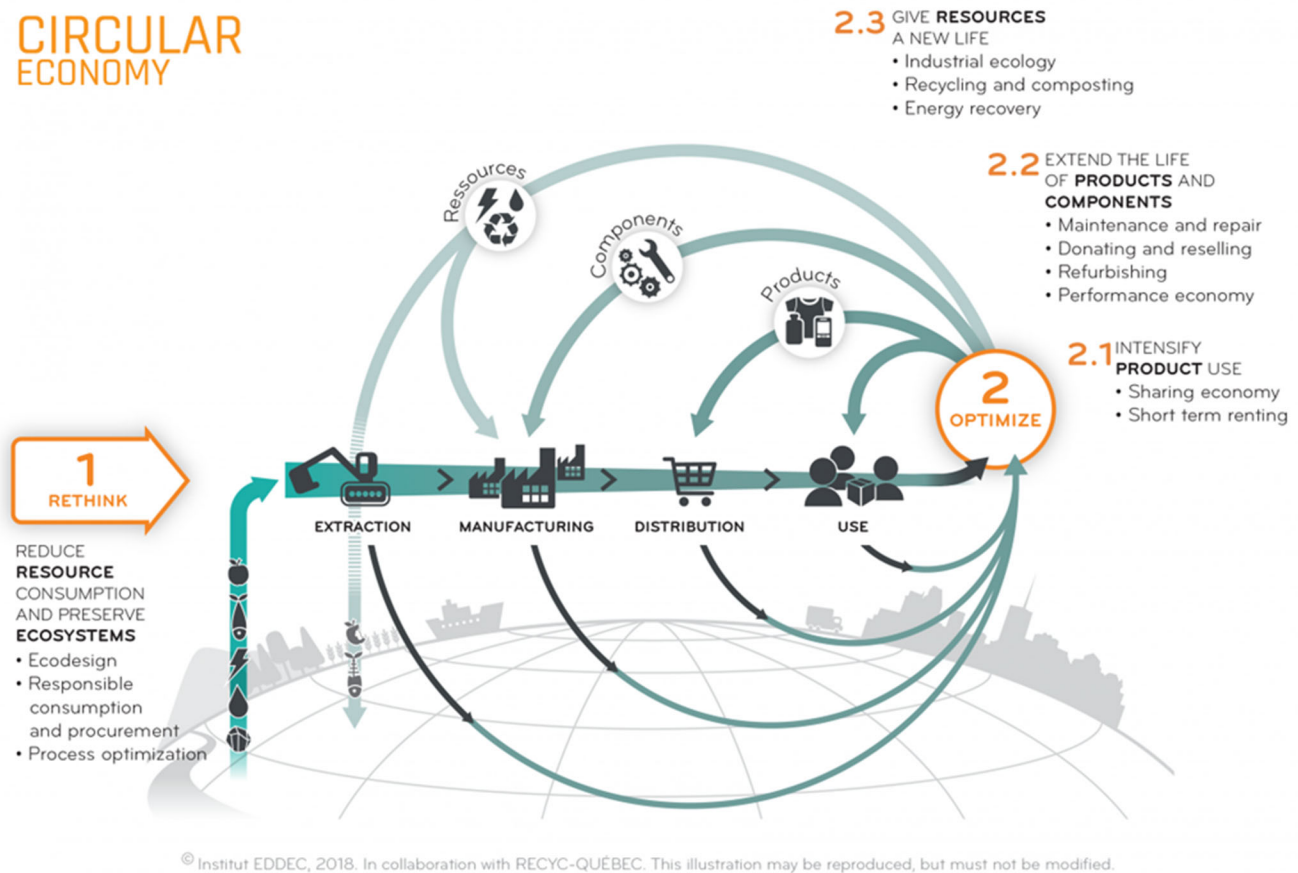 CIRCULAR
ECONOMY
2.3 GIVE RESOURCES
A NEW LIFE
• Industrial ecology
• Recycling and composting
• Energy recovery
2.2 EXTEND THE LIFE
OF PRODUCTS AND
COMPONENTS
• Maintenance and repair
• Donating and reselling
• Refurbishing
• Performance economy
2.1 INTENSIFY
PRODUCT USE
• Sharing economy
• Short term renting
Ressources
Components
Products
2
OPTIMIZE
1
RETHINK
EXTRACTION
MANUFACTURING
DISTRIBUTION
USE
REDUCE
RESOURCE
CONSUMPTION
AND PRESERVE
ECOSYSTEMS
• Ecodesign
• Responsible
consumption
and procurement
• Process optimization
© Institut EDDEC, 2018. In collaboration with RECYC-QUÉBEC. This illustration may be reproduced, but must not be modified.